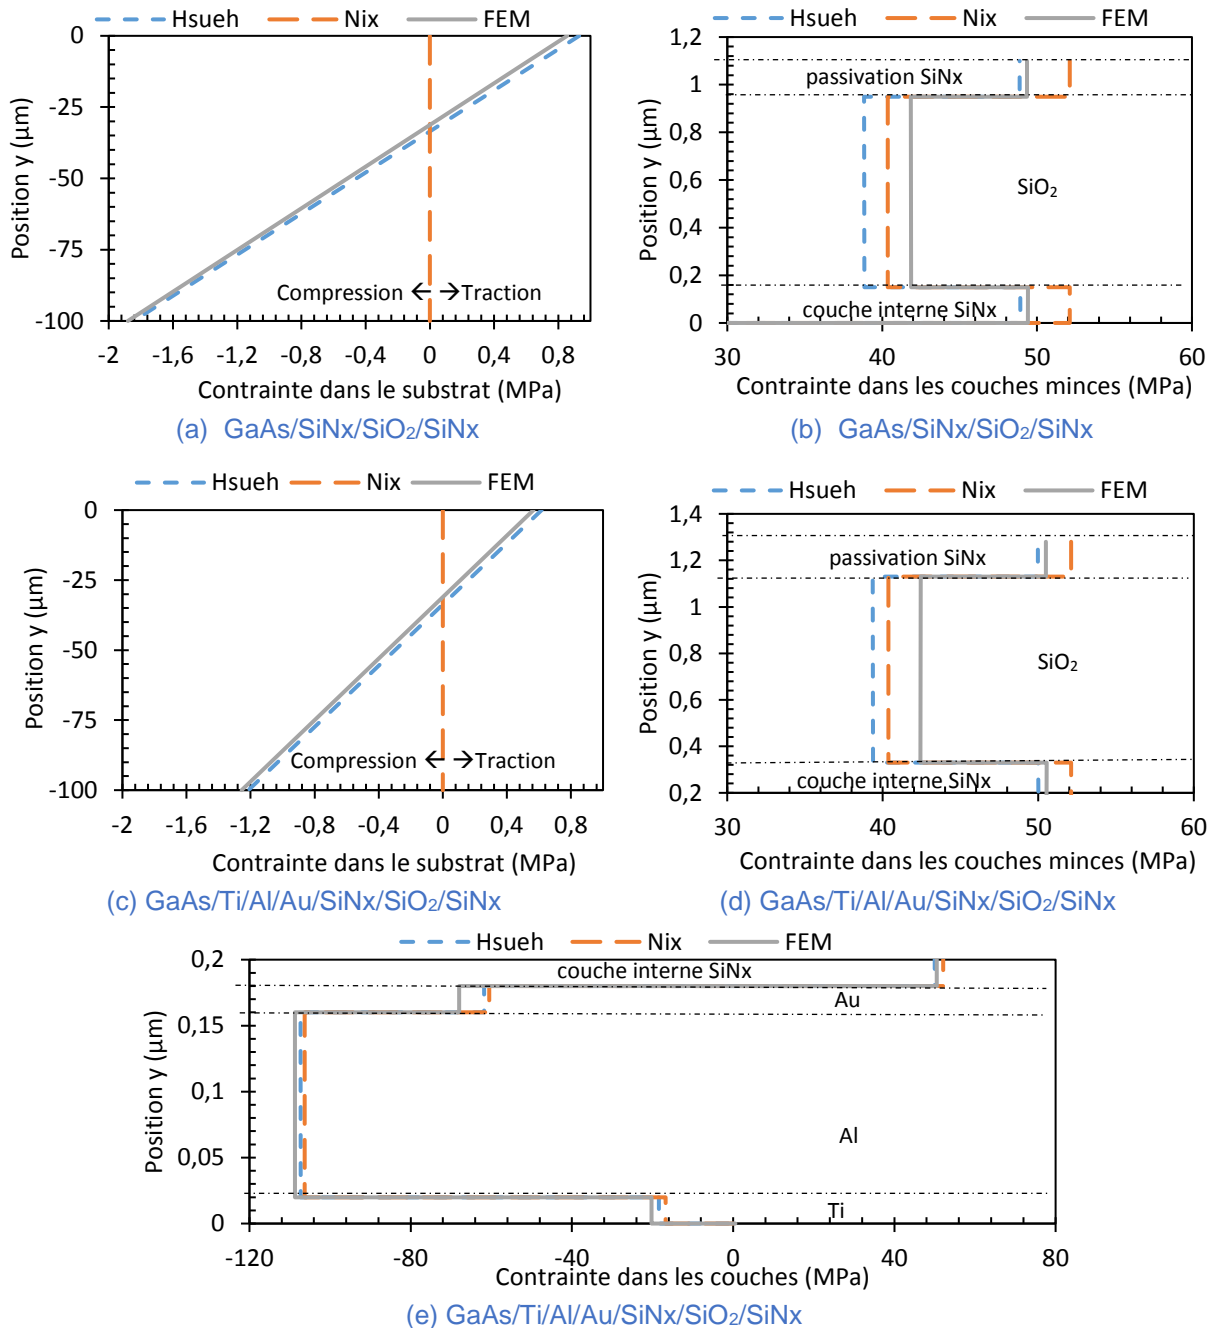 Hsueh Nix FEM
Position y (µm)
0
-25
-50
-75
-100
Compression ← → Traction
-2 -1,6 -1,2 -0,8 -0,4 0 0,4 0,8
Contrainte dans le substrat (MPa)
(a) GaAs/SiNx/SiO2/SiNx
Hsueh Nix FEM
Position y (µm)
1,2
1
0,8
0,6
0,4
0,2
0
passivation SiNx
SiO2
couche interne SiNx
30 40 50 60
Contrainte dans les couches minces (MPa)
(b) GaAs/SiNx/SiO2/SiNx
Hsueh Nix FEM
Position y (µm)
0
-25
-50
-75
-100
Compression ← → Traction
-2 -1,6 -1,2 -0,8 -0,4 0 0,4 0,8
Contrainte dans le substrat (MPa)
(c) GaAs/Ti/Al/Au/SiNx/SiO2/SiNx
Hsueh Nix FEM
Position y (µm)
1,4
1,2
1
0,8
0,6
0,4
0,2
passivation SiNx
SiO2
couche interne SiNx
30 40 50 60
Contrainte dans les couches minces (MPa)
(d) GaAs/Ti/Al/Au/SiNx/SiO2/SiNx
Hsueh Nix FEM
Position y (µm)
0,2
0,15
0,1
0,05
0
couche interne SiNx
Au
Al
Ti
-120 -80 -40 0 40 80
Contrainte dans les couches (MPa)
(e) GaAs/Ti/Al/Au/SiNx/SiO2/SiNx